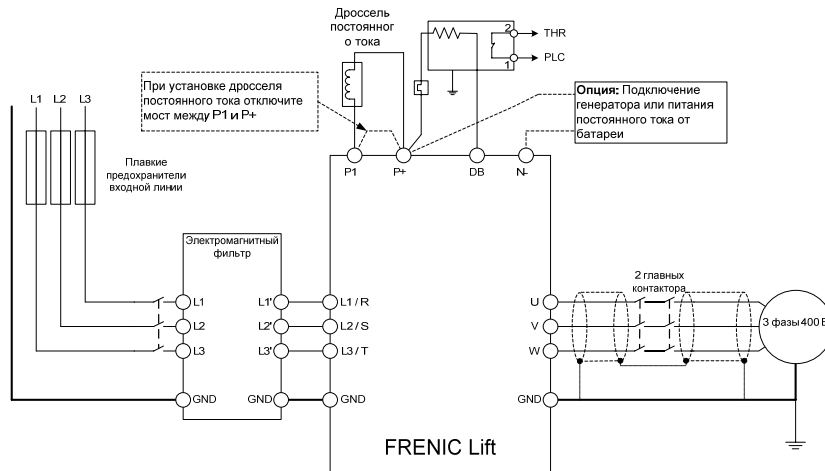 Дроссель
постоянног
о тока
2
THR
PLC
1
L1 L2 L3
При установке дросселя
постоянного тока отключите
мост между P1 и P+
Опция: Подключение
генератора или питания
постоянного тока от
батареи
Плавкие
предохранители
входной линии
P1 P+ DB N-
Электромагнитный
фильтр
2 главных
контактора
L1 L1' L1 / R U
L2 L2' L2 / S V
L3 L3' L3 / T W
3 фазы 400 В
GND GND GND GND
FRENIC Lift